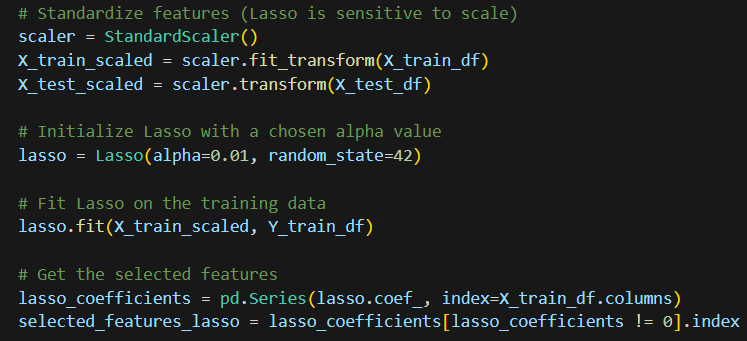 # Standardize features (Lasso is sensitive to scale)
scaler = StandardScaler()
X_train_scaled = scaler.fit_transform(X_train_df)
X_test_scaled = scaler.transform(X_test_df)
# Initialize Lasso with a chosen alpha value
lasso = Lasso(alpha=0.01, random_state=42)
# Fit Lasso on the training data
lasso.fit(X_train_scaled, Y_train_df)
# Get the selected features
lasso_coefficients = pd.Series(lasso.coef_, index=X_train_df.columns)
selected_features_lasso = lasso_coefficients[lasso_coefficients != 0].index